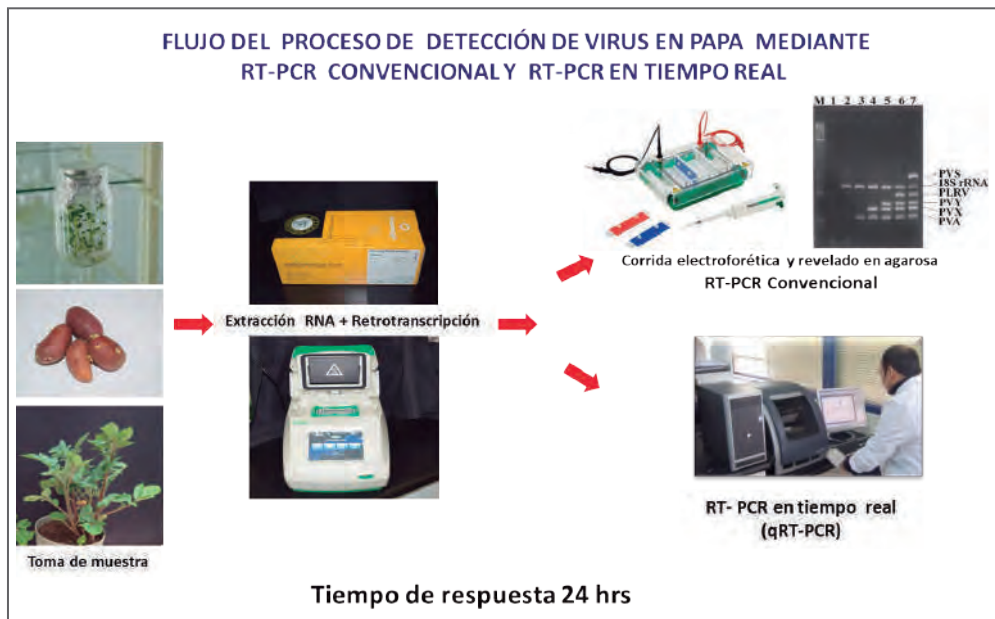 FLUJO DEL PROCESO DE DETECCIÓN DE VIRUS EN PAPA MEDIANTE
RT-PCR CONVENCIONAL Y RT-PCR EN TIEMPO REAL
Toma de muestra
Extracción RNA + Retrotranscripción
M 1 2 3 4 5 6 7
PVS
18S rRNA
PLRV
PVY
PVX
PVA
Corrida electroforética y revelado en agarosa
RT-PCR Convencional
RT- PCR en tiempo real
(qRT-PCR)
Tiempo de respuesta 24 hrs